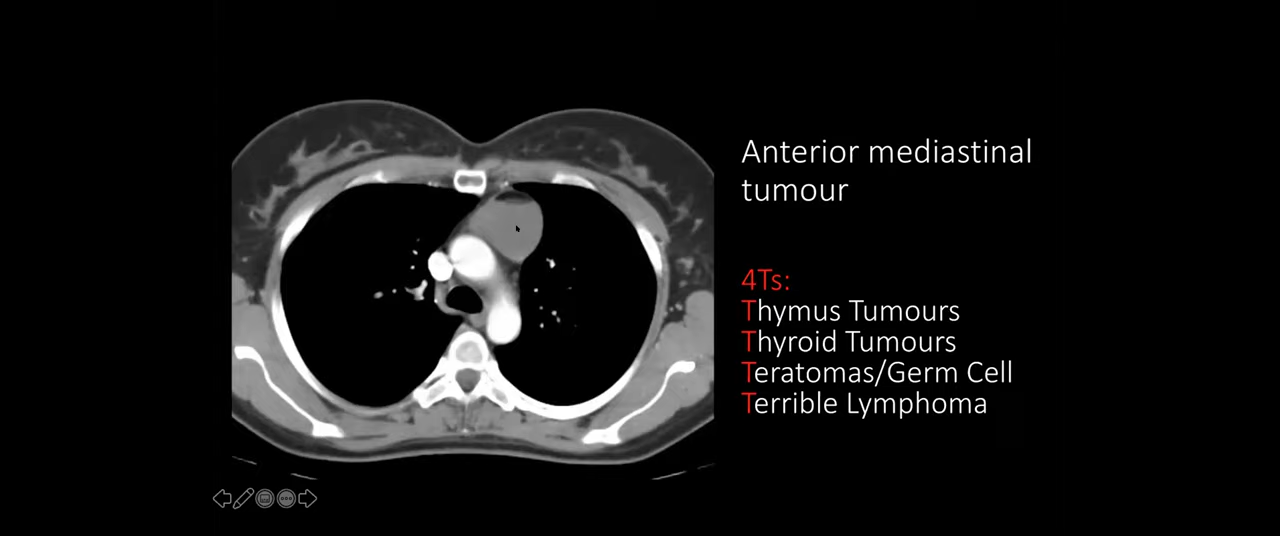 Anterior mediastinal
tumour
4Ts:
Thymus Tumours
Thyroid Tumours
Teratomas/Germ Cell
Terrible Lymphoma